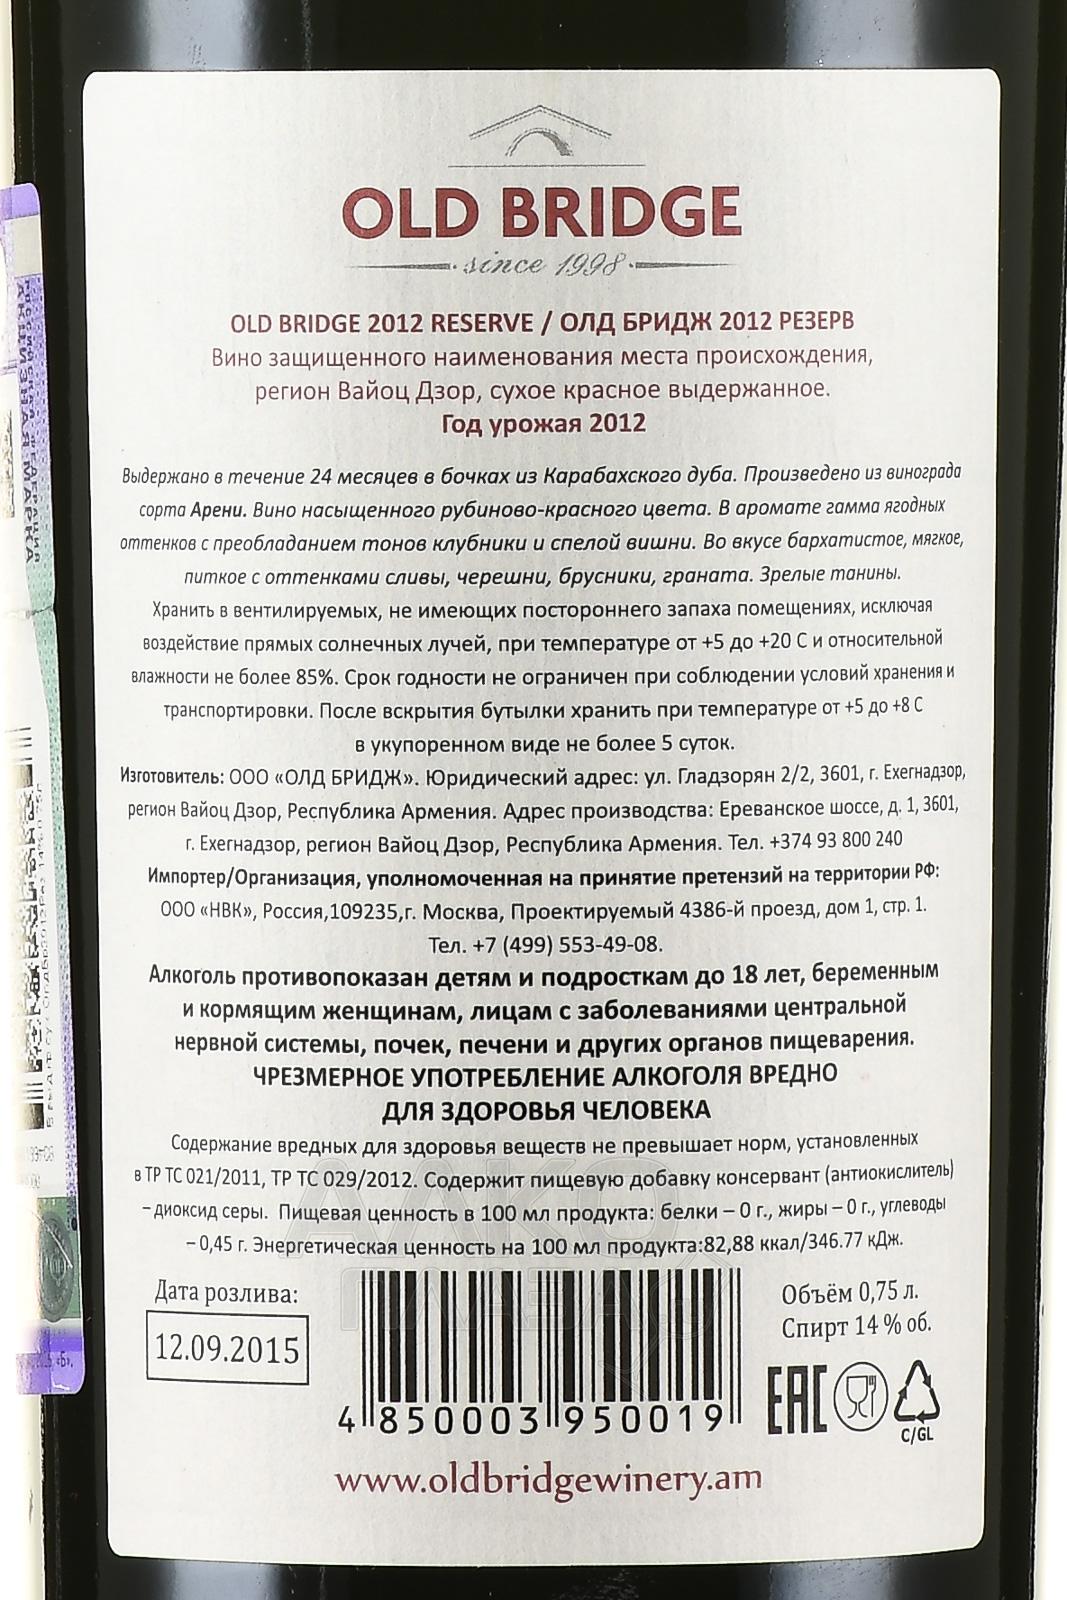 OLD BRIDGE
since 1998
OLD BRIDGE 2012 RESERVE / ОЛД БРИДЖ 2012 РЕЗЕРВ
Вино защищенного наименования места происхождения,
регион Вайоц Дзор, сухое красное выдержанное.
Год урожая 2012
Выдержано в течение 24 месяцев в бочках из Карабахского дуба. Произведено из винограда
сорта Арени. Вино насыщенного рубиново-красного цвета. В аромате гамма ягодных
оттенков с преобладанием тонов клубники и спелой вишни. Во вкусе бархатистое, мягкое,
питкое с оттенками сливы, черешни, брусники, граната. Зрелые танины.
Хранить в вентилируемых, не имеющих постороннего запаха помещениях, исключая
воздействие прямых солнечных лучей, при температуре от +5 до +20 С и относительной
влажности не более 85%. Срок годности не ограничен при соблюдении условий хранения и
транспортировки. После вскрытия бутылки хранить при температуре от +5 до +8 С
в укупоренном виде не более 5 суток.
Изготовитель: ООО «ОЛД БРИДЖ». Юридический адрес: ул. Гладзорян 2/2, 3601, г. Ехегнадзор,
регион Вайоц Дзор, Республика Армения. Адрес производства: Ереванское шоссе, д. 1, 3601,
г. Ехегнадзор, регион Вайоц Дзор, Республика Армения. Тел. +374 93 800 240
Импортер/Организация, уполномоченная на принятие претензий на территории РФ:
ООО «НВК», Россия,109235,г. Москва, Проектируемый 4386-й проезд, дом 1, стр. 1.
Тел. +7 (499) 553-49-08.
Алкоголь противопоказан детям и подросткам до 18 лет, беременным
и кормящим женщинам, лицам с заболеваниями центральной
нервной системы, почек, печени и других органов пищеварения.
ЧРЕЗМЕРНОЕ УПОТРЕБЛЕНИЕ АЛКОГОЛЯ ВРЕДНО
ДЛЯ ЗДОРОВЬЯ ЧЕЛОВЕКА
Содержание вредных для здоровья веществ не превышает норм, установленных
в ТР ТС 021/2011, ТР ТС 029/2012. Содержит пищевую добавку консервант (антиокислитель)
– диоксид серы. Пищевая ценность в 100 мл продукта: белки – 0 г., жиры – 0 г., углеводы
– 0,45 г. Энергетическая ценность на 100 мл продукта:82,88 ккал/346.77 кДж.
Дата розлива:
12.09.2015
4 850003 950019
Объём 0,75 л.
Спирт 14 % об.
EAC
C/GL
www.oldbridgewinery.am
АЛКО
ПЛАЗА
АКЦИЗНАЯ МАРКА